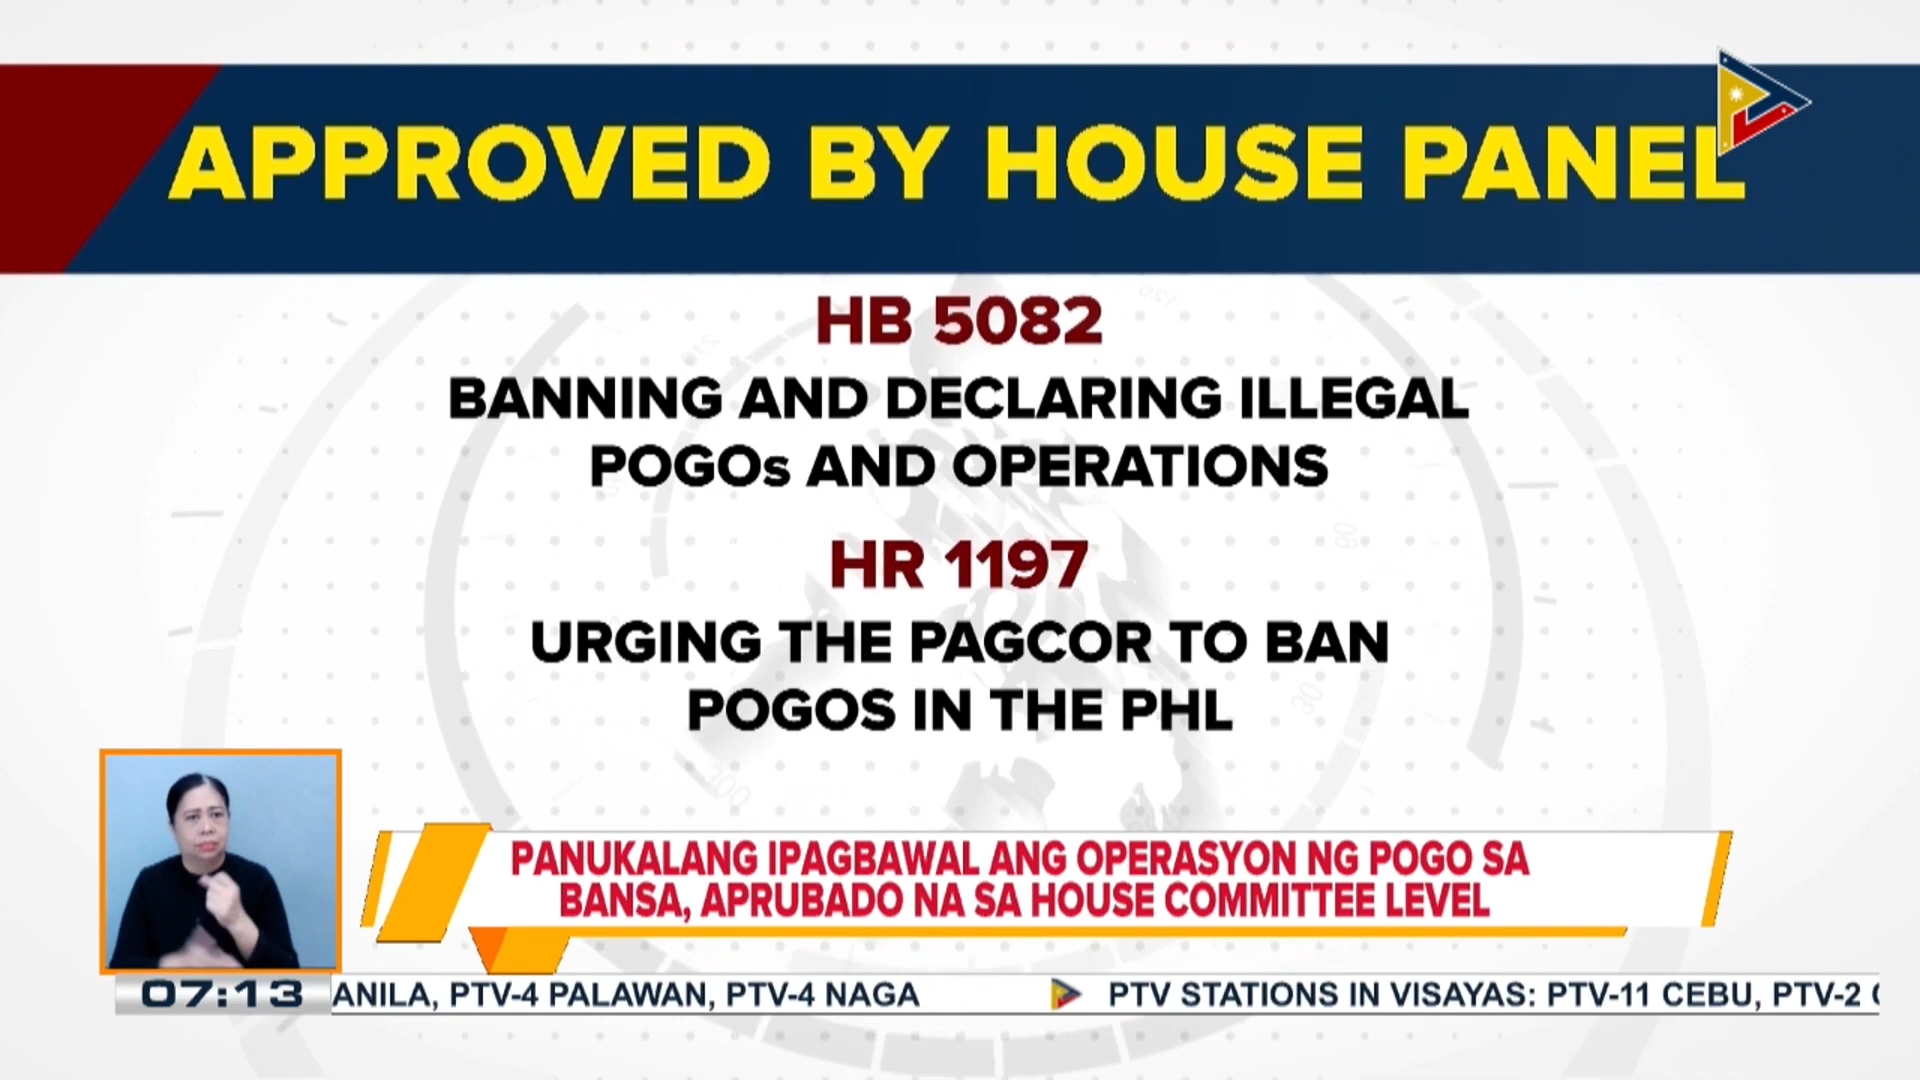 APPROVED BY HOUSE PANEL
HB 5082
BANNING AND DECLARING ILLEGAL
POGOs AND OPERATIONS
HR 1197
URGING THE PAGCOR TO BAN
POGOS IN THE PHL
PANUKALANG IPAGBAWAL ANG OPERASYON NG POGO SA
BANSA, APRUBADO NA SA HOUSE COMMITTEE LEVEL
07:13 ANILA, PTV-4 PALAWAN, PTV-4 NAGA PTV STATIONS IN VISAYAS: PTV-11 CEBU, PTV-2